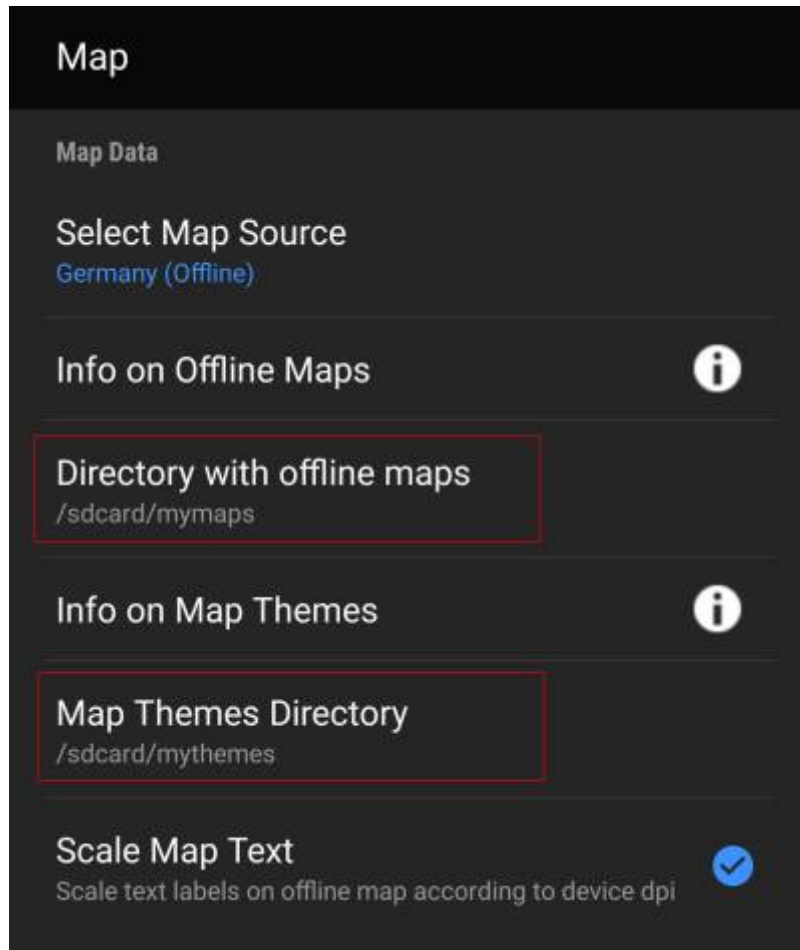 Map
Map Data
Select Map Source
Germany (Offline)
Info on Offline Maps
Directory with offline maps
/sdcard/mymaps
Info on Map Themes
Map Themes Directory
/sdcard/mythemes
Scale Map Text
Scale text labels on offline map according to device dpi